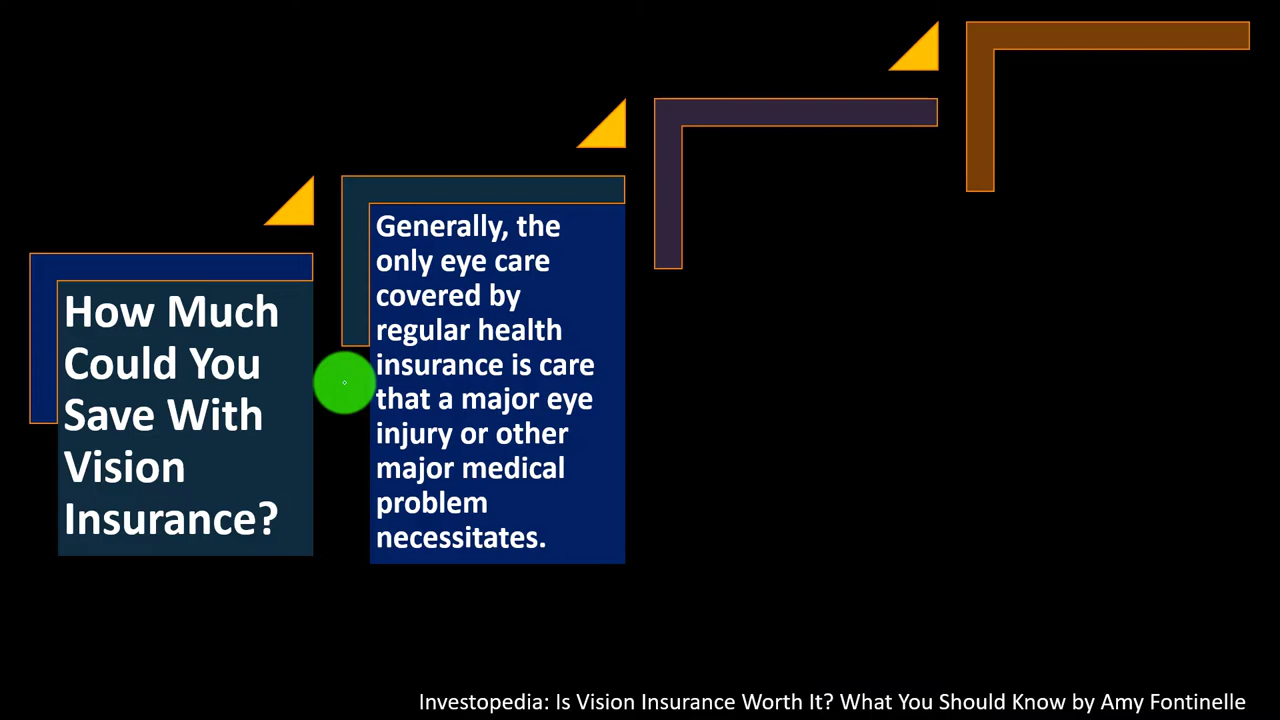 How Much
Could You
Save With
Vision
Insurance?
Generally, the
only eye care
covered by
regular health
insurance is care
that a major eye
injury or other
major medical
problem
necessitates.
Investopedia: Is Vision Insurance Worth It? What You Should Know by Amy Fontinelle